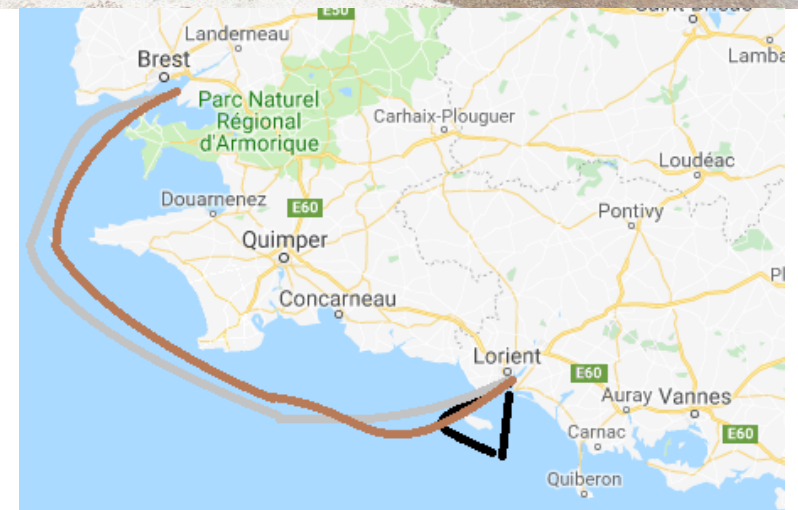 E50
Landerneau
Brest
Lamba
Parc Naturel
Régional
d'Armorique
Carhaix-Plouguer
Loudéac
Douarnenez
E60
Pontivy
Quimper
Pl
Concarneau
Lorient
E60
Auray Vannes
Carnac
E60
Quiberon